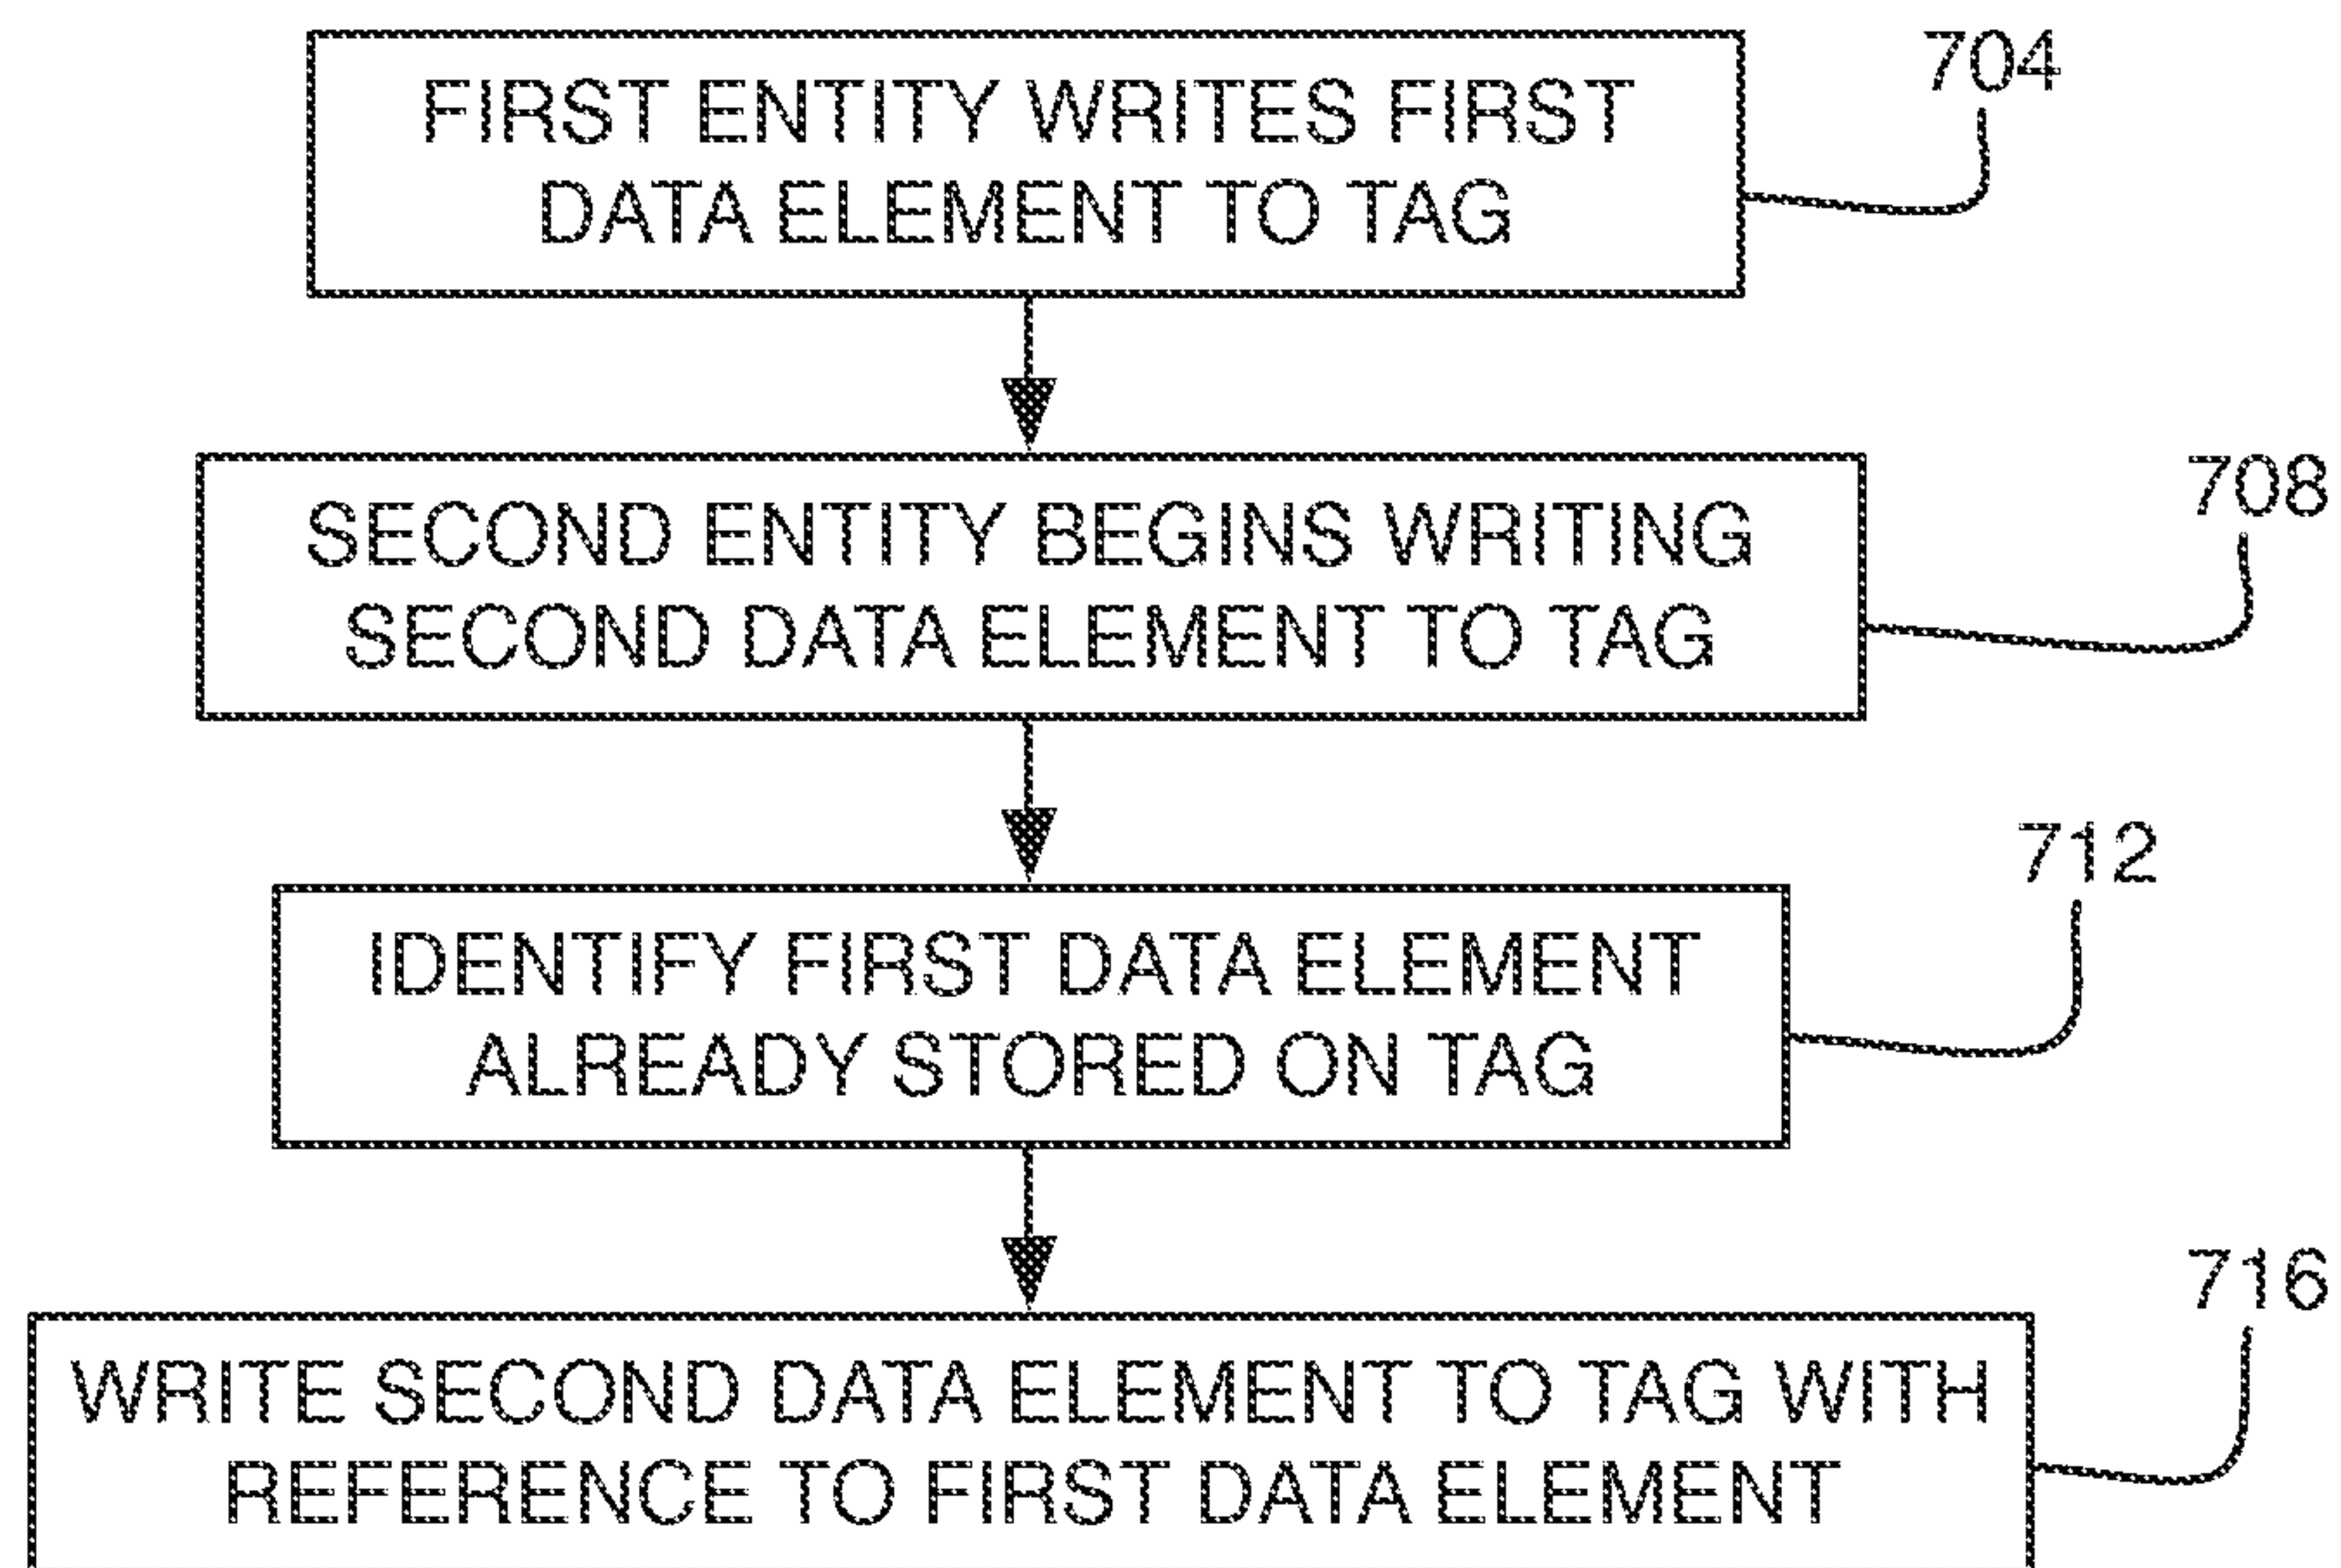 FIRST ENTITY WRITES FIRST
DATA ELEMENT TO TAG
704
SECOND ENTITY BEGINS WRITING
SECOND DATA ELEMENT TO TAG
708
IDENTIFY FIRST DATA ELEMENT
ALREADY STORED ON TAG
712
WRITE SECOND DATA ELEMENT TO TAG WITH
REFERENCE TO FIRST DATA ELEMENT
716